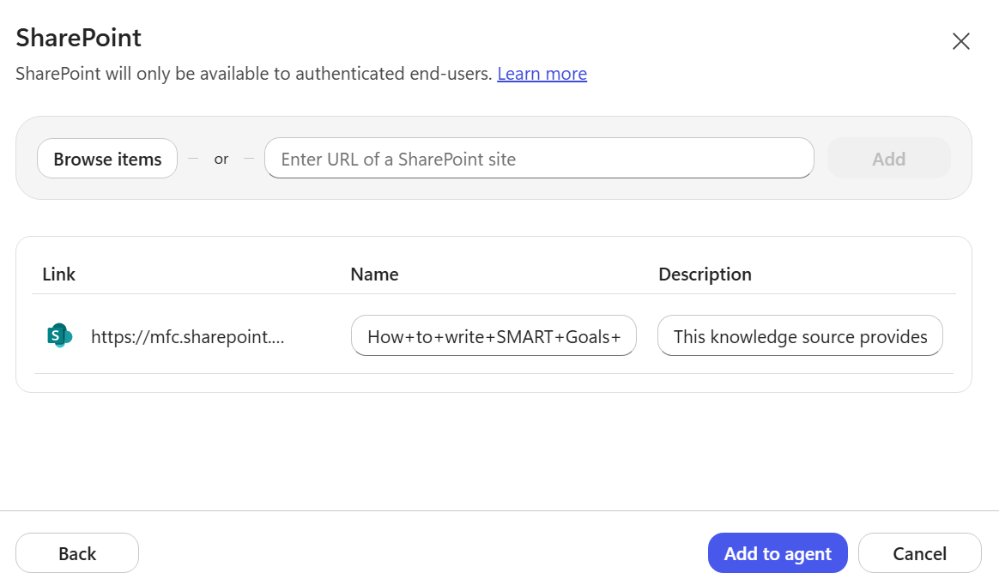 SharePoint
SharePoint will only be available to authenticated end-users. Learn more
Browse items or Enter URL of a SharePoint site Add
Link Name Description
S https://mfc.sharepoint.... How+to+write+SMART+Goals+ This knowledge source provides
Back Add to agent Cancel